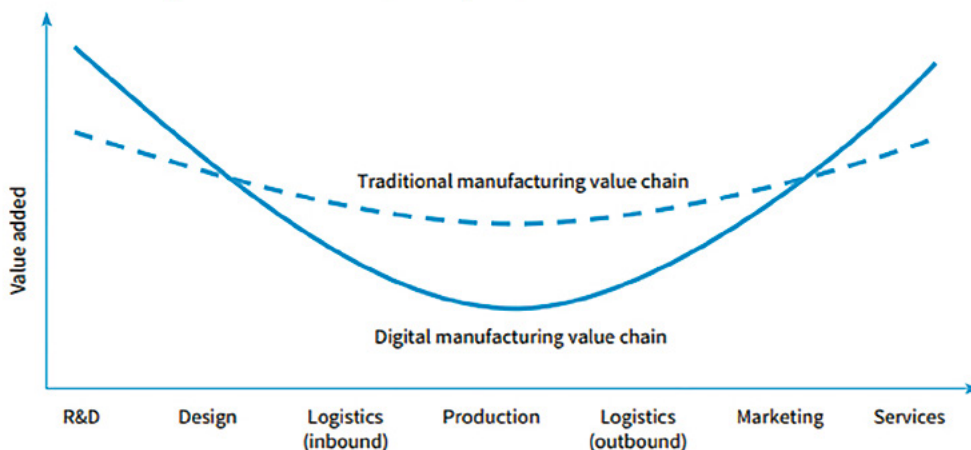 Value added
Traditional manufacturing value chain
Digital manufacturing value chain
R&D
Design
Logistics
(inbound)
Production
Logistics
(outbound)
Marketing
Services